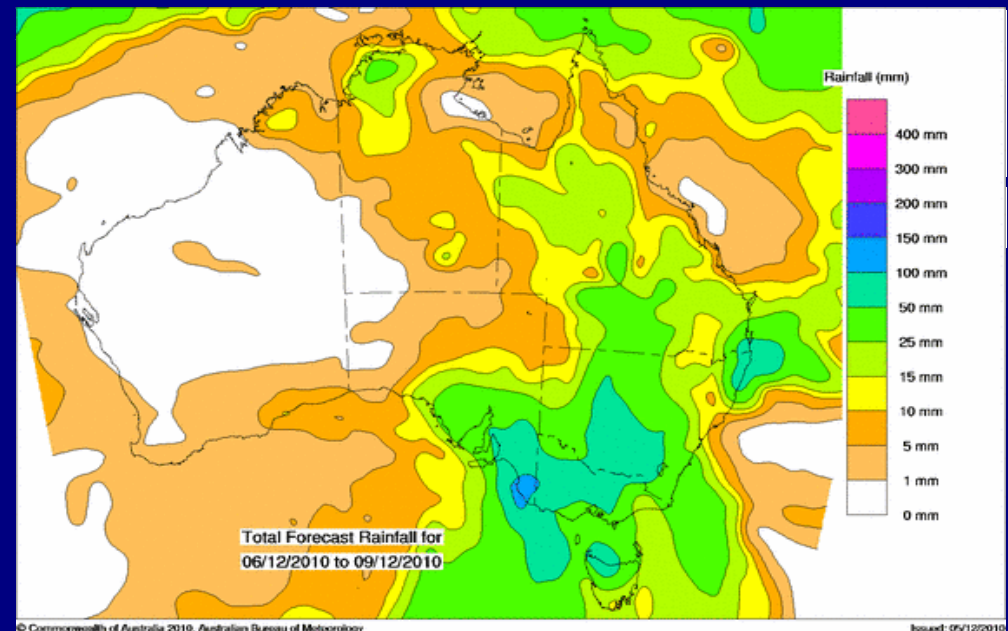 Rainfall (mm)
400 mm
300 mm
200 mm
150 mm
100 mm
50 mm
25 mm
15 mm
10 mm
5 mm
1 mm
0 mm
Total Forecast Rainfall for
06/12/2010 to 09/12/2010
© Commonwealth of Australia 2010, Australian Bureau of Meteorology
Issued: 05/12/2010